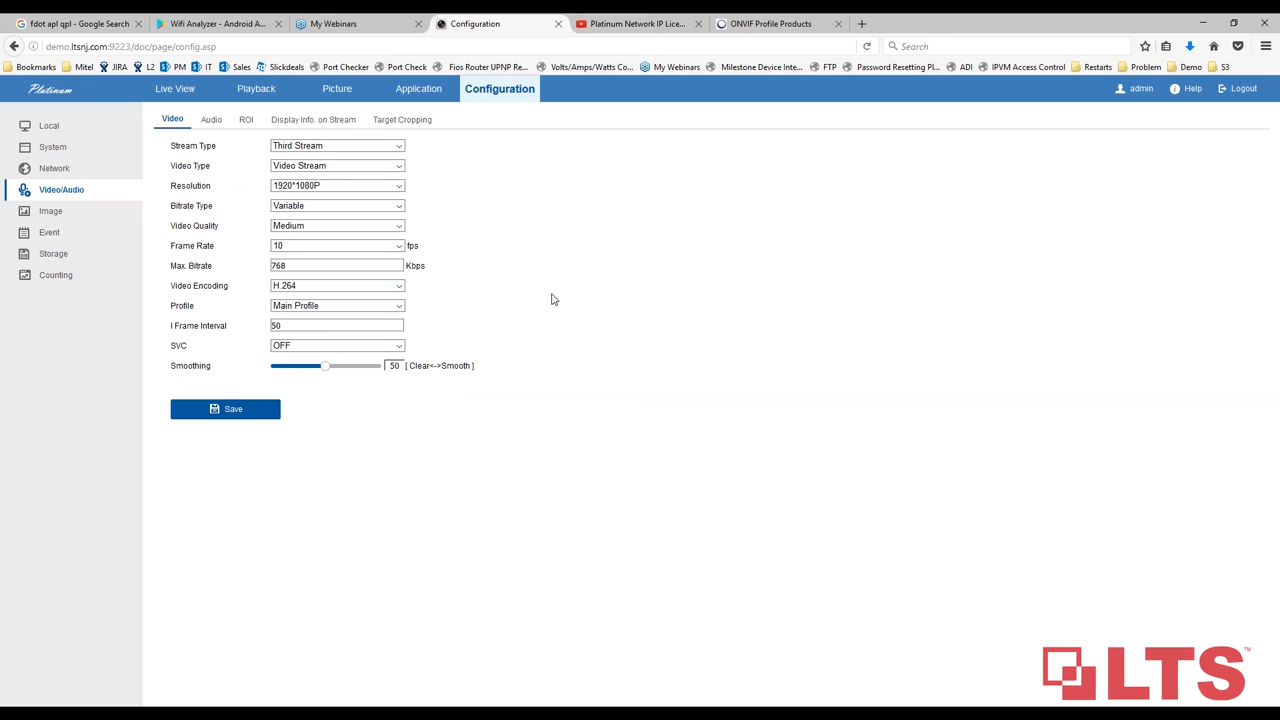 fdot apl qpl - Google Search
Wifi Analyzer - Android A...
My Webinars
Configuration
Platinum Network IP Lice...
ONVIF Profile Products
demo.ltsnj.com:9223/doc/page/config.asp
Search
Bookmarks Mitel JIRA L2 PM IT Sales Slickdeals Port Checker Port Check Fios Router UPNP Re... Volts/Amps/Watts Co... My Webinars Milestone Device Inte... FTP Password Resetting Pl... ADI IPVM Access Control Restarts Problem Demo S3
Platinum Live View Playback Picture Application Configuration admin Help Logout
Local
System
Network
Video/Audio
Image
Event
Storage
Counting
Video Audio ROI Display Info. on Stream Target Cropping
Stream Type Third Stream
Video Type Video Stream
Resolution 1920*1080P
Bitrate Type Variable
Video Quality Medium
Frame Rate 10 fps
Max. Bitrate 768 Kbps
Video Encoding H.264
Profile Main Profile
I Frame Interval 50
SVC OFF
Smoothing 50 [ Clear<->Smooth ]
Save
LTS™